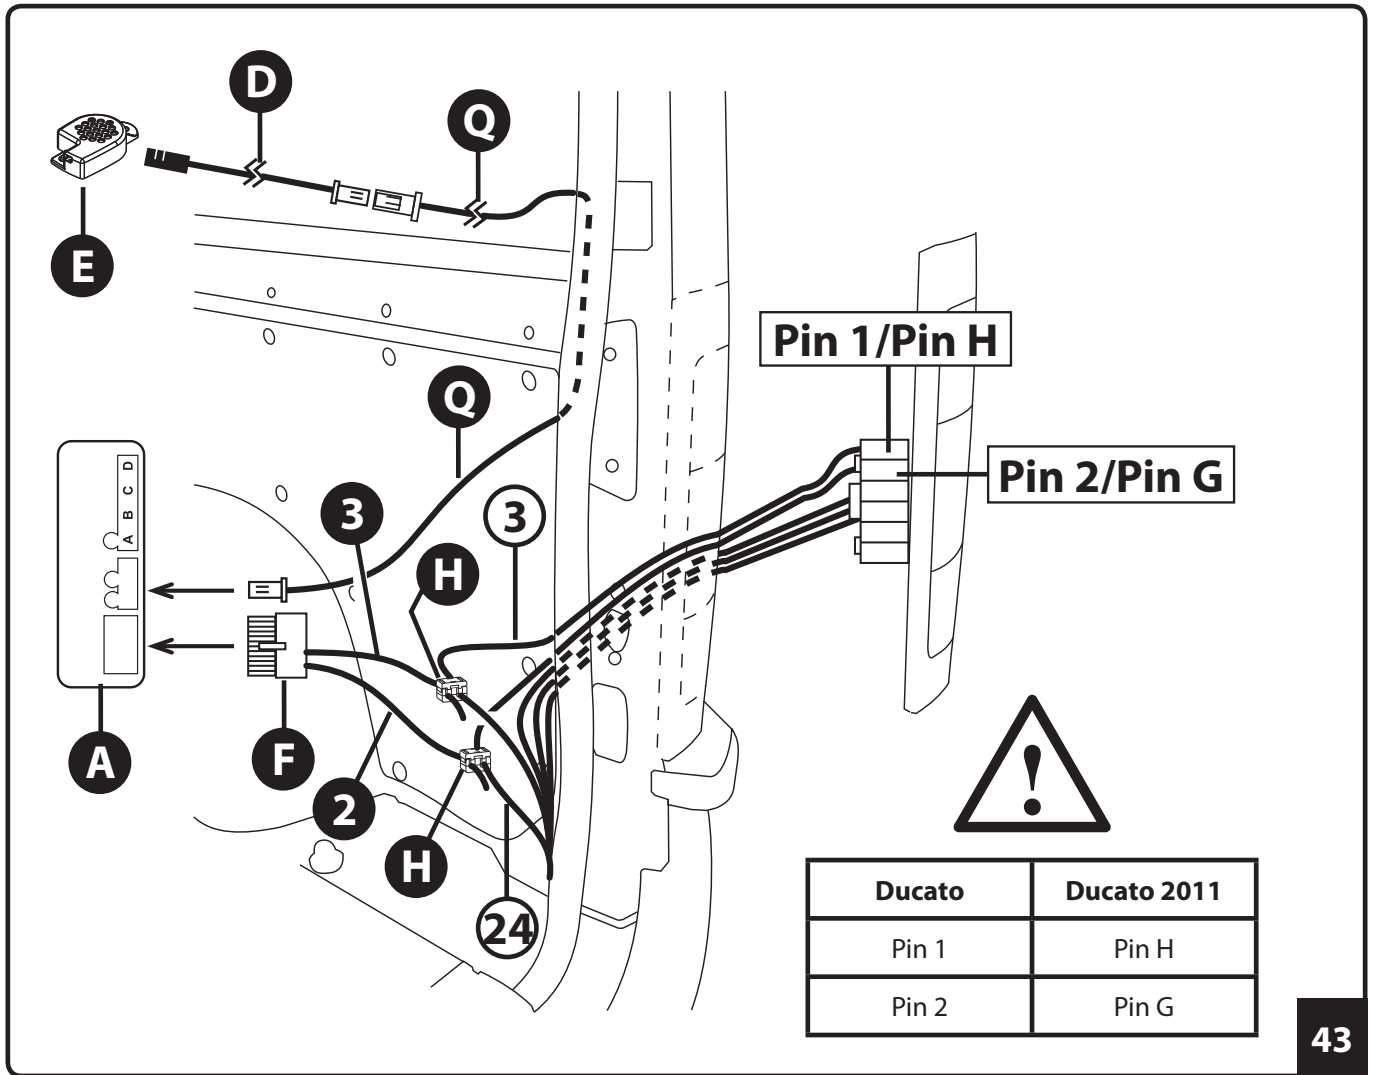 D
Q
E
Pin 1/Pin H
Q
Pin 2/Pin G
A B C D
3
3
H
A
F
2
H
24
Ducato Ducato 2011
Pin 1 Pin H
Pin 2 Pin G
!
43